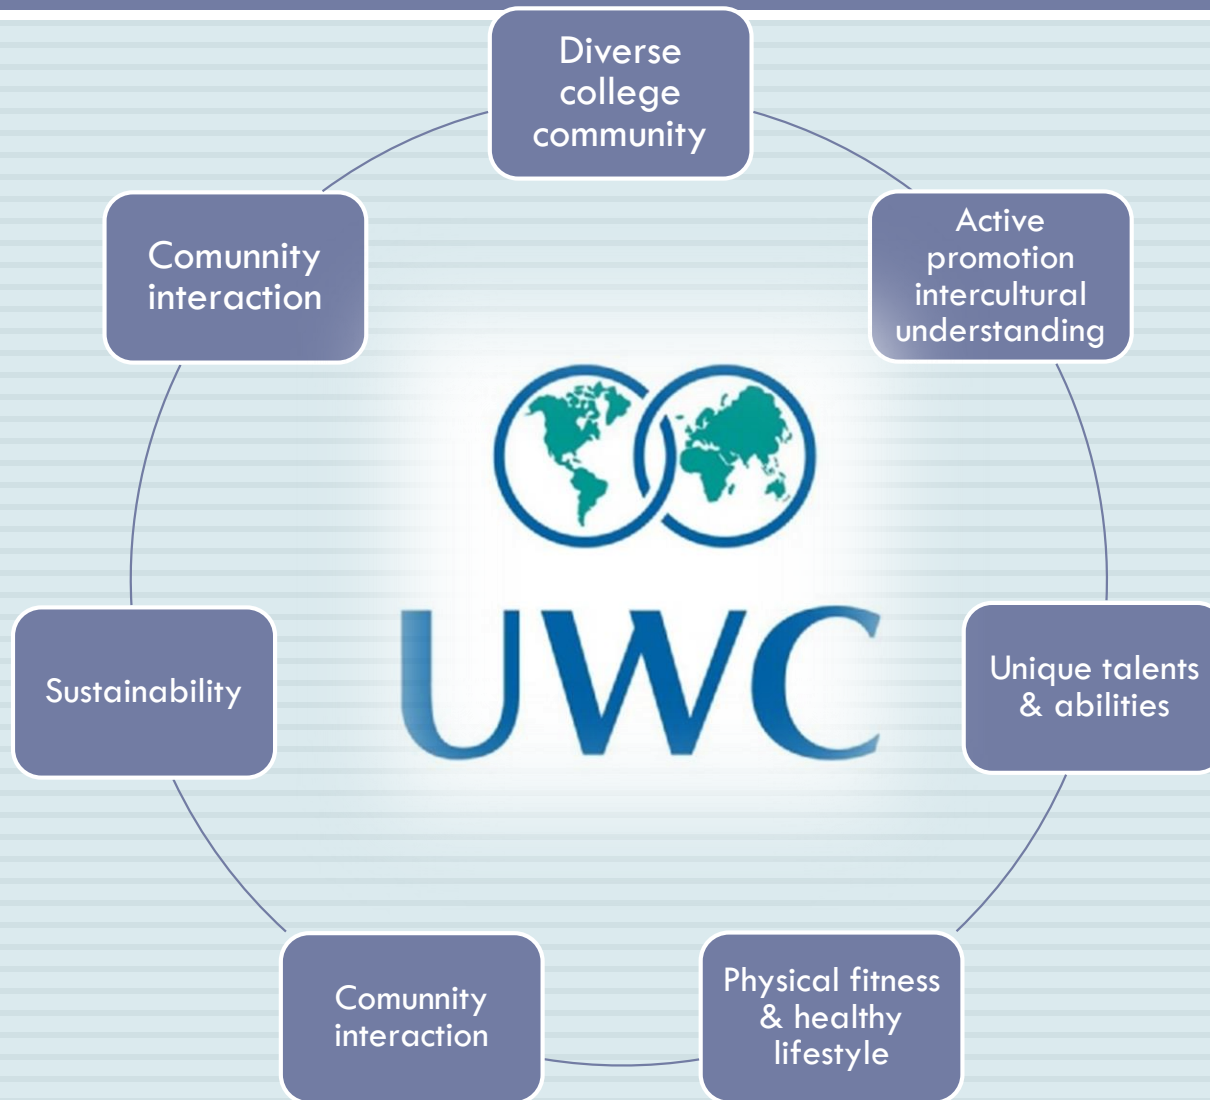 Diverse
college
community
Active
promotion
intercultural
understanding
Unique talents
& abilities
Physical fitness
& healthy
lifestyle
Comunnity
interaction
Sustainability
Comunnity
interaction
UWC